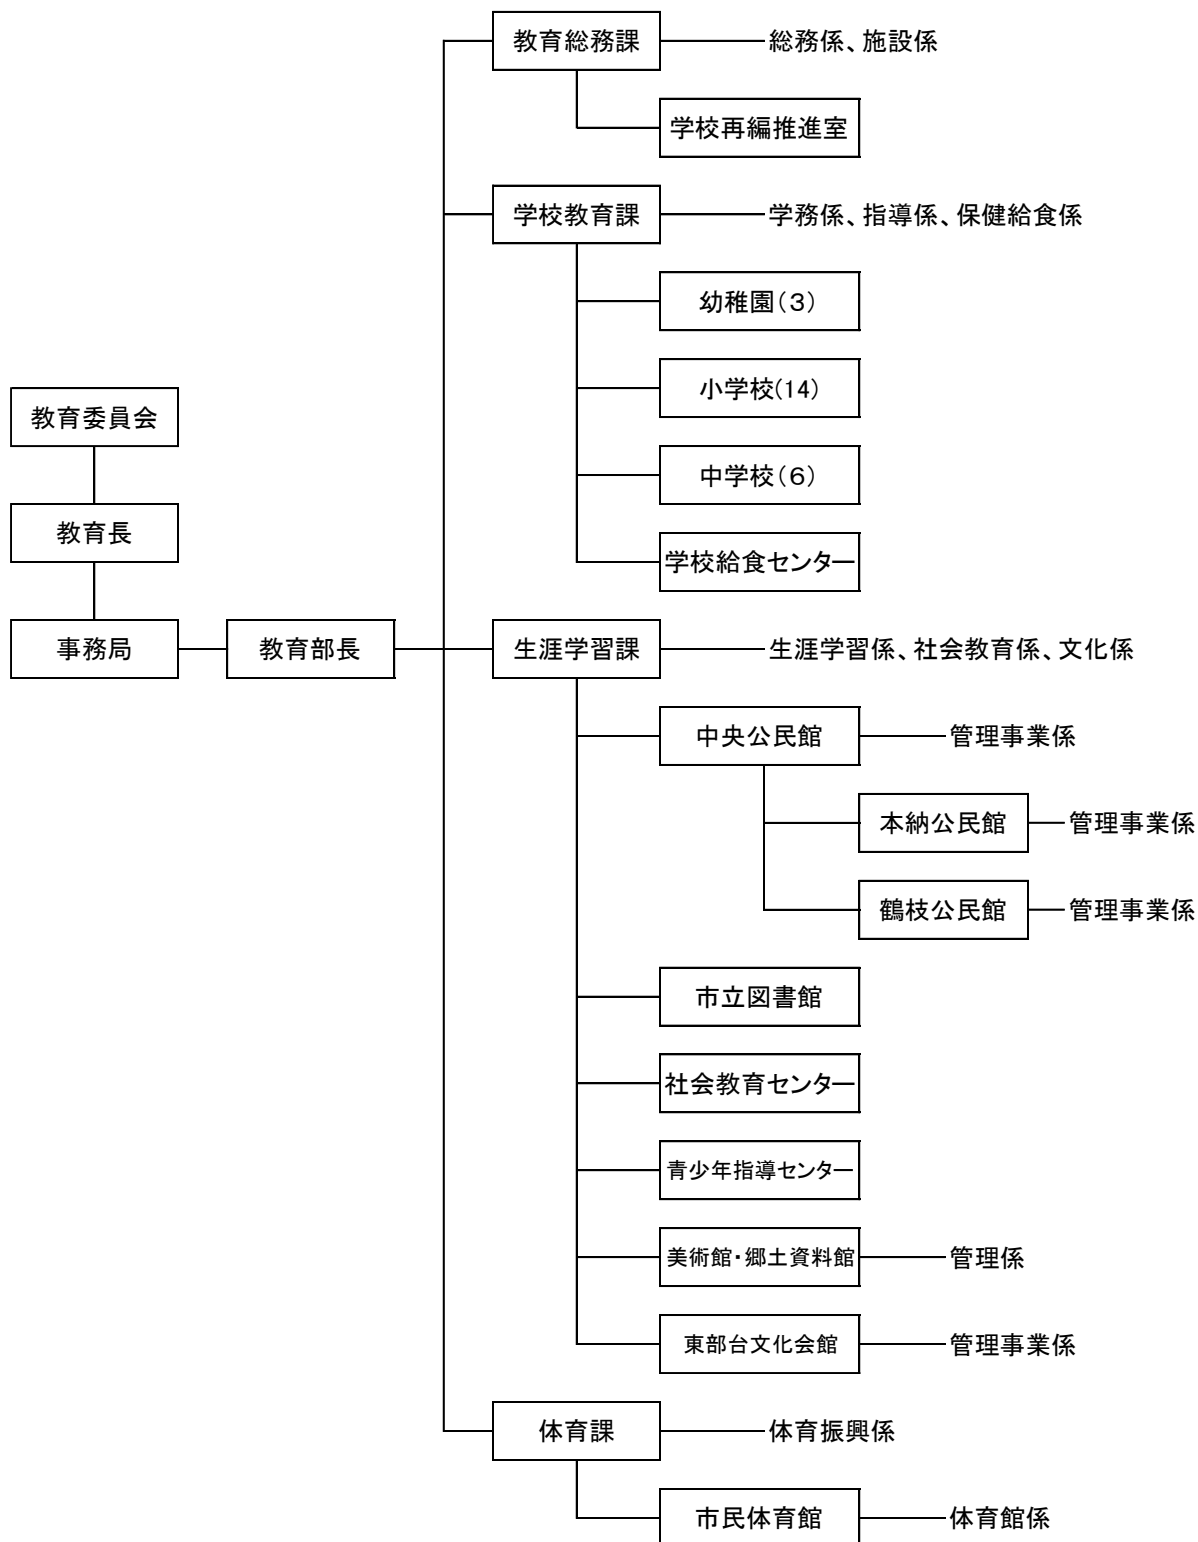 教育総務課
総務係、施設係
学校再編推進室
学校教育課
学務係、指導係、保健給食係
幼稚園(3)
小学校(14)
教育委員会
中学校(6)
教育長
学校給食センター
事務局
教育部長
生涯学習課
生涯学習係、社会教育係、文化係
中央公民館
管理事業係
本納公民館
管理事業係
鶴枝公民館
管理事業係
市立図書館
社会教育センター
青少年指導センター
美術館・郷土資料館
管理係
東部台文化会館
管理事業係
体育課
体育振興係
市民体育館
体育館係